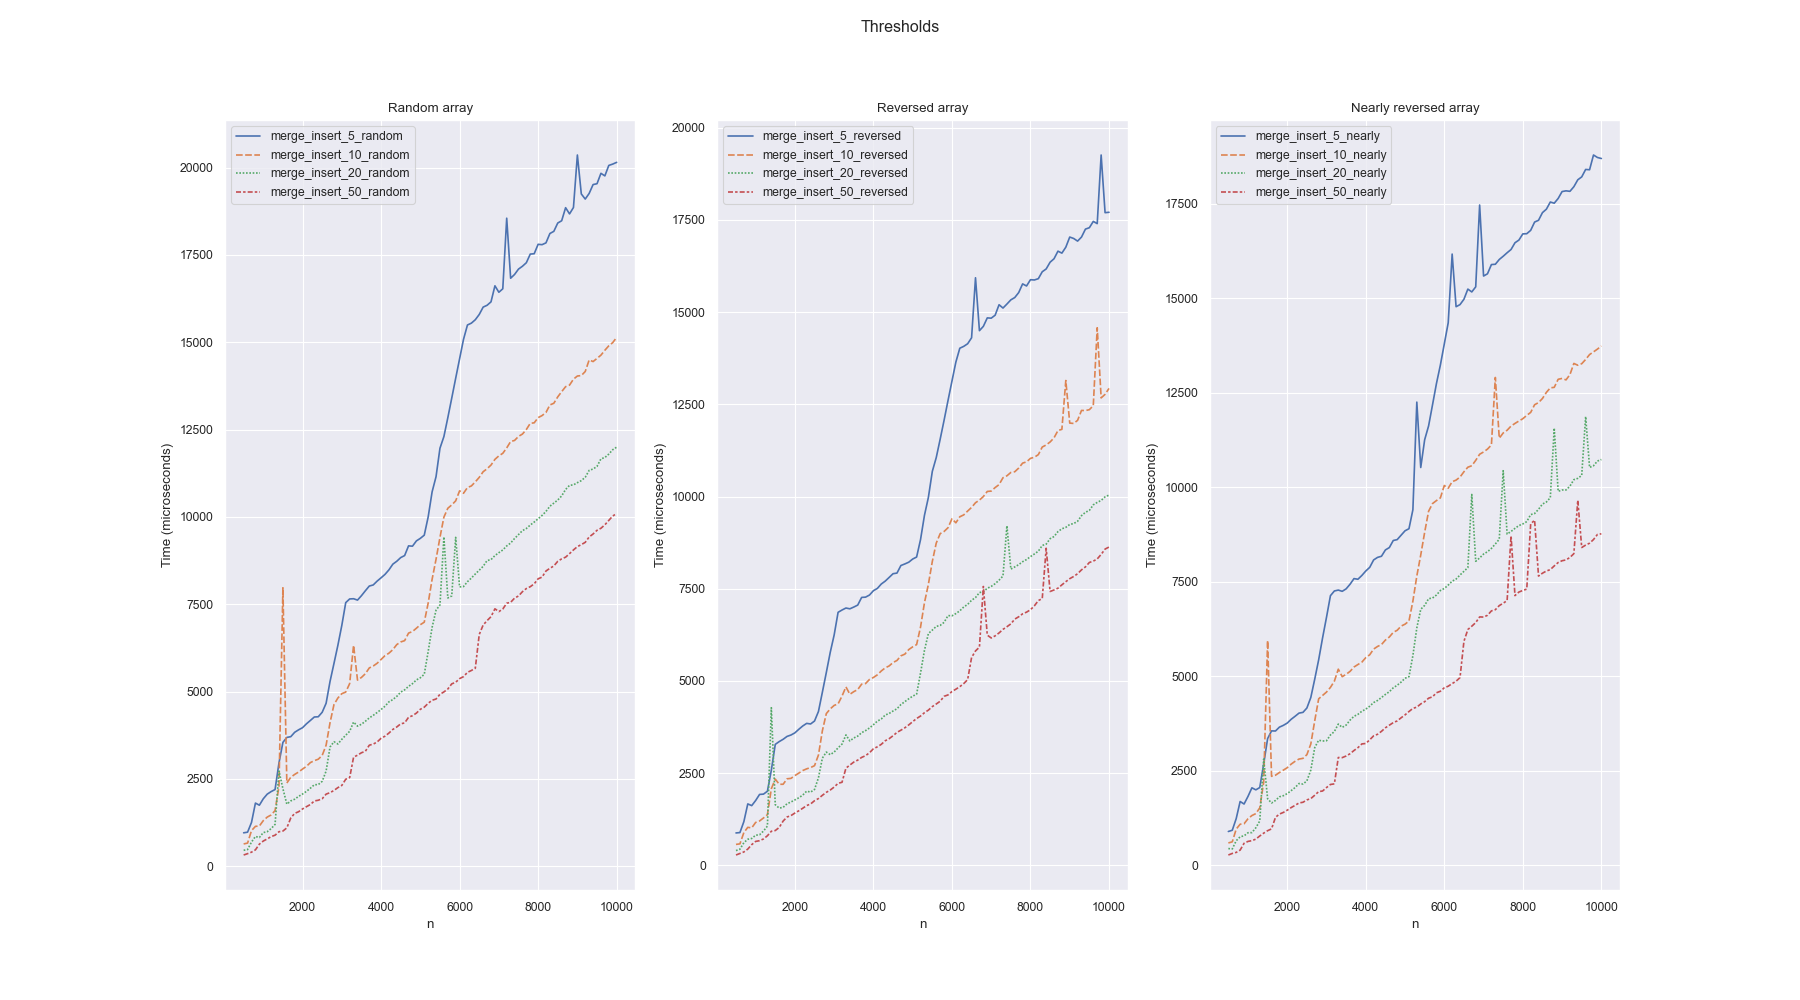 Thresholds
Random array
merge_insert_5_random
merge_insert_10_random
merge_insert_20_random
merge_insert_50_random
20000
17500
15000
12500
10000
7500
5000
2500
0
Time (microseconds)
2000 4000 6000 8000 10000
n
Reversed array
merge_insert_5_reversed
merge_insert_10_reversed
merge_insert_20_reversed
merge_insert_50_reversed
20000
17500
15000
12500
10000
7500
5000
2500
0
Time (microseconds)
2000 4000 6000 8000 10000
n
Nearly reversed array
merge_insert_5_nearly
merge_insert_10_nearly
merge_insert_20_nearly
merge_insert_50_nearly
17500
15000
12500
10000
7500
5000
2500
0
Time (microseconds)
2000 4000 6000 8000 10000
n